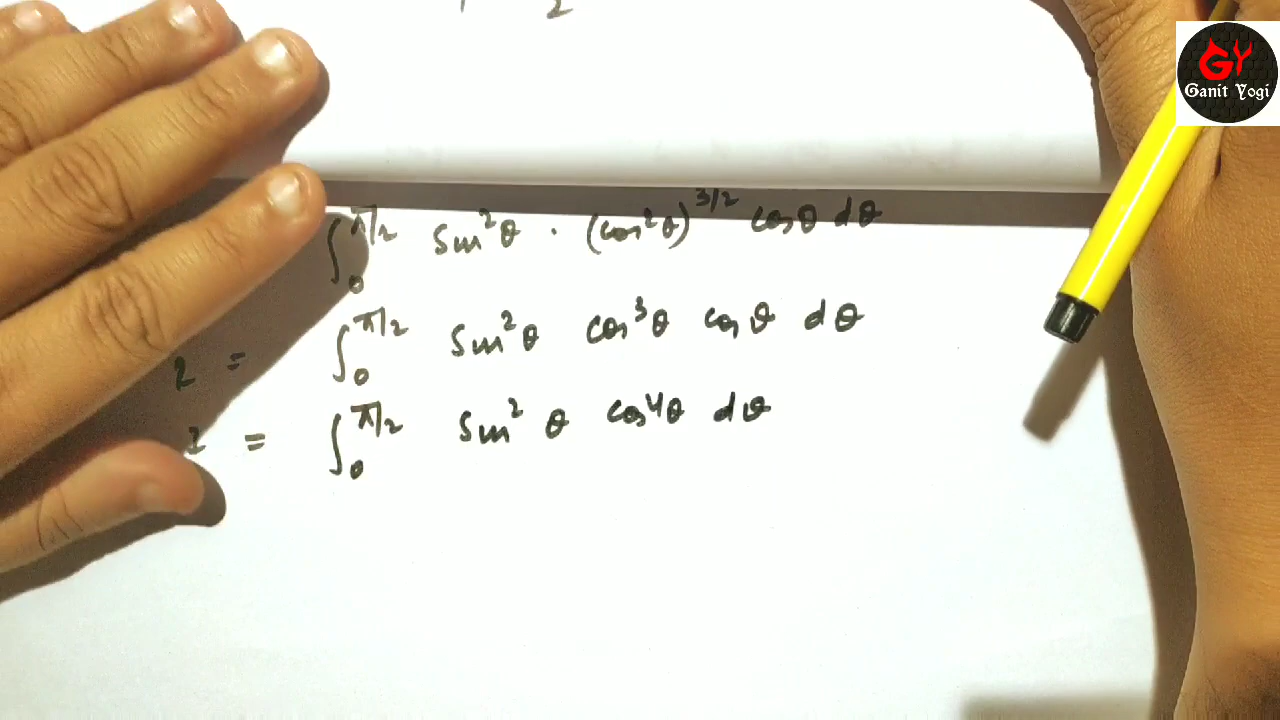 2
GY
Ganit Yogi
∫₀^{π/2} sin²θ · (cos²θ)^{3/2} cosθ dθ
I = ∫₀^{π/2} sin²θ cos³θ cosθ dθ
I = ∫₀^{π/2} sin²θ cos⁴θ dθ